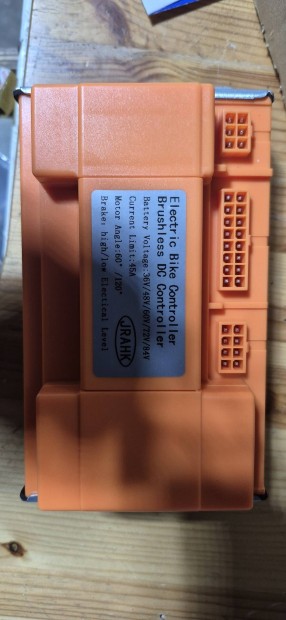 Electric Bike Controller
Brushless DC Controller
Battery Voltage:36V/48V/60V/72V/84V
Current Limit:45A
Motor Angle:60° /120°
Brake: high/low Electrical Level
JRAHK